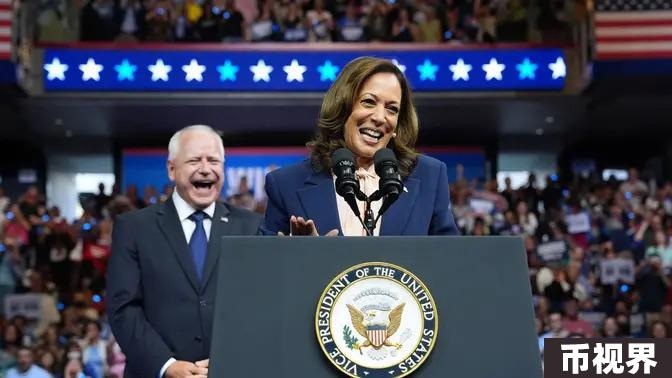 VICE PRESIDENT OF THE UNITED STATES
币视界